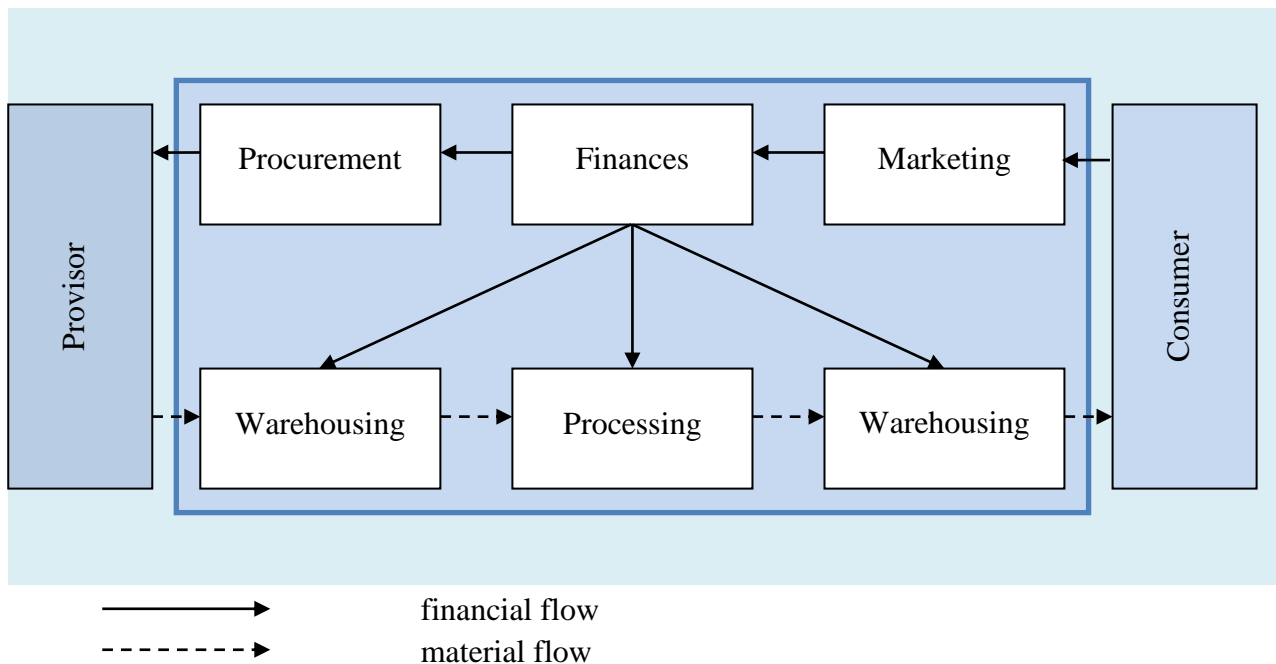 Procurement
Finances
Marketing
Provisor
Consumer
Warehousing
Processing
Warehousing
financial flow
material flow